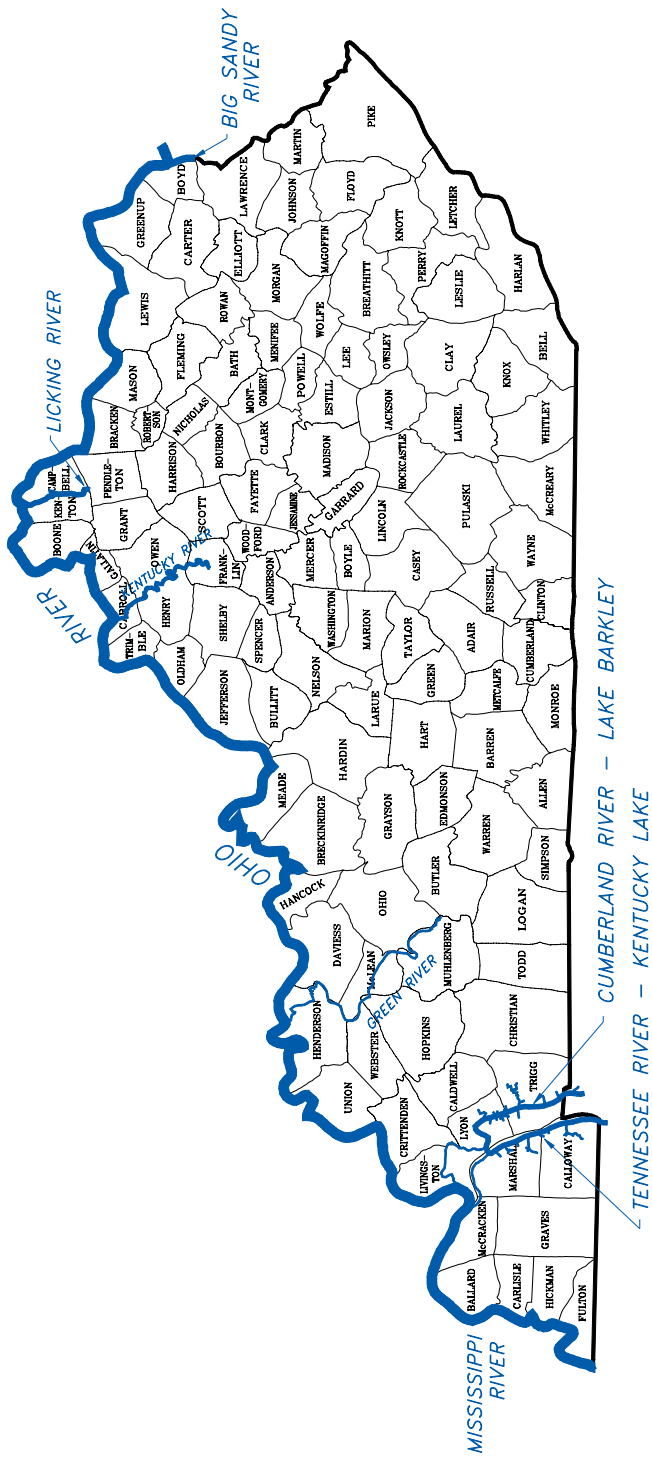 BIG SANDY
RIVER
LICKING RIVER
RIVER
OHIO
KENTUCKY RIVER
GREEN RIVER
MISSISSIPPI
RIVER
CUMBERLAND RIVER – LAKE BARKLEY
TENNESSEE RIVER – KENTUCKY LAKE
BOONE
KEN-
TON
CAMP-
BELL
GALLATIN
GRANT
PENDLE-
TON
BRACKEN
ROBERT-
SON
MASON
LEWIS
GREENUP
BOYD
CARTER
LAWRENCE
ELLIOTT
ROWAN
FLEMING
NICHOLAS
HARRISON
OWEN
CARROLL
TRIM-
BLE
HENRY
OLDHAM
SHELBY
FRANK-
LIN
SCOTT
BOURBON
BATH
MONT-
GOMERY
MENIFEE
MORGAN
JOHNSON
MARTIN
PIKE
FLOYD
MAGOFFIN
WOLFE
POWELL
CLARK
FAYETTE
WOOD-
FORD
ANDERSON
SPENCER
JEFFERSON
BULLITT
NELSON
WASHINGTON
MERCER
JESSAMINE
GARRARD
MADISON
ESTILL
LEE
BREATHITT
KNOTT
LETCHER
PERRY
LESLIE
OWSLEY
JACKSON
ROCKCASTLE
LINCOLN
BOYLE
MARION
LARUE
HARDIN
MEADE
BRECKINRIDGE
HANCOCK
DAVIESS
OHIO
GRAYSON
HART
GREEN
TAYLOR
CASEY
PULASKI
LAUREL
CLAY
HARLAN
BELL
KNOX
WHITLEY
McCREARY
WAYNE
RUSSELL
ADAIR
CLINTON
CUMBERLAND
METCALFE
MONROE
BARREN
EDMONSON
ALLEN
WARREN
SIMPSON
BUTLER
LOGAN
MUHLENBERG
TODD
McLEAN
HENDERSON
WEBSTER
HOPKINS
CHRISTIAN
UNION
CRITTENDEN
CALDWELL
TRIGG
LYON
LIVINGS-
TON
MARSHAL
CALLOWAY
McCRACKEN
GRAVES
BALLARD
CARLISLE
HICKMAN
FULTON